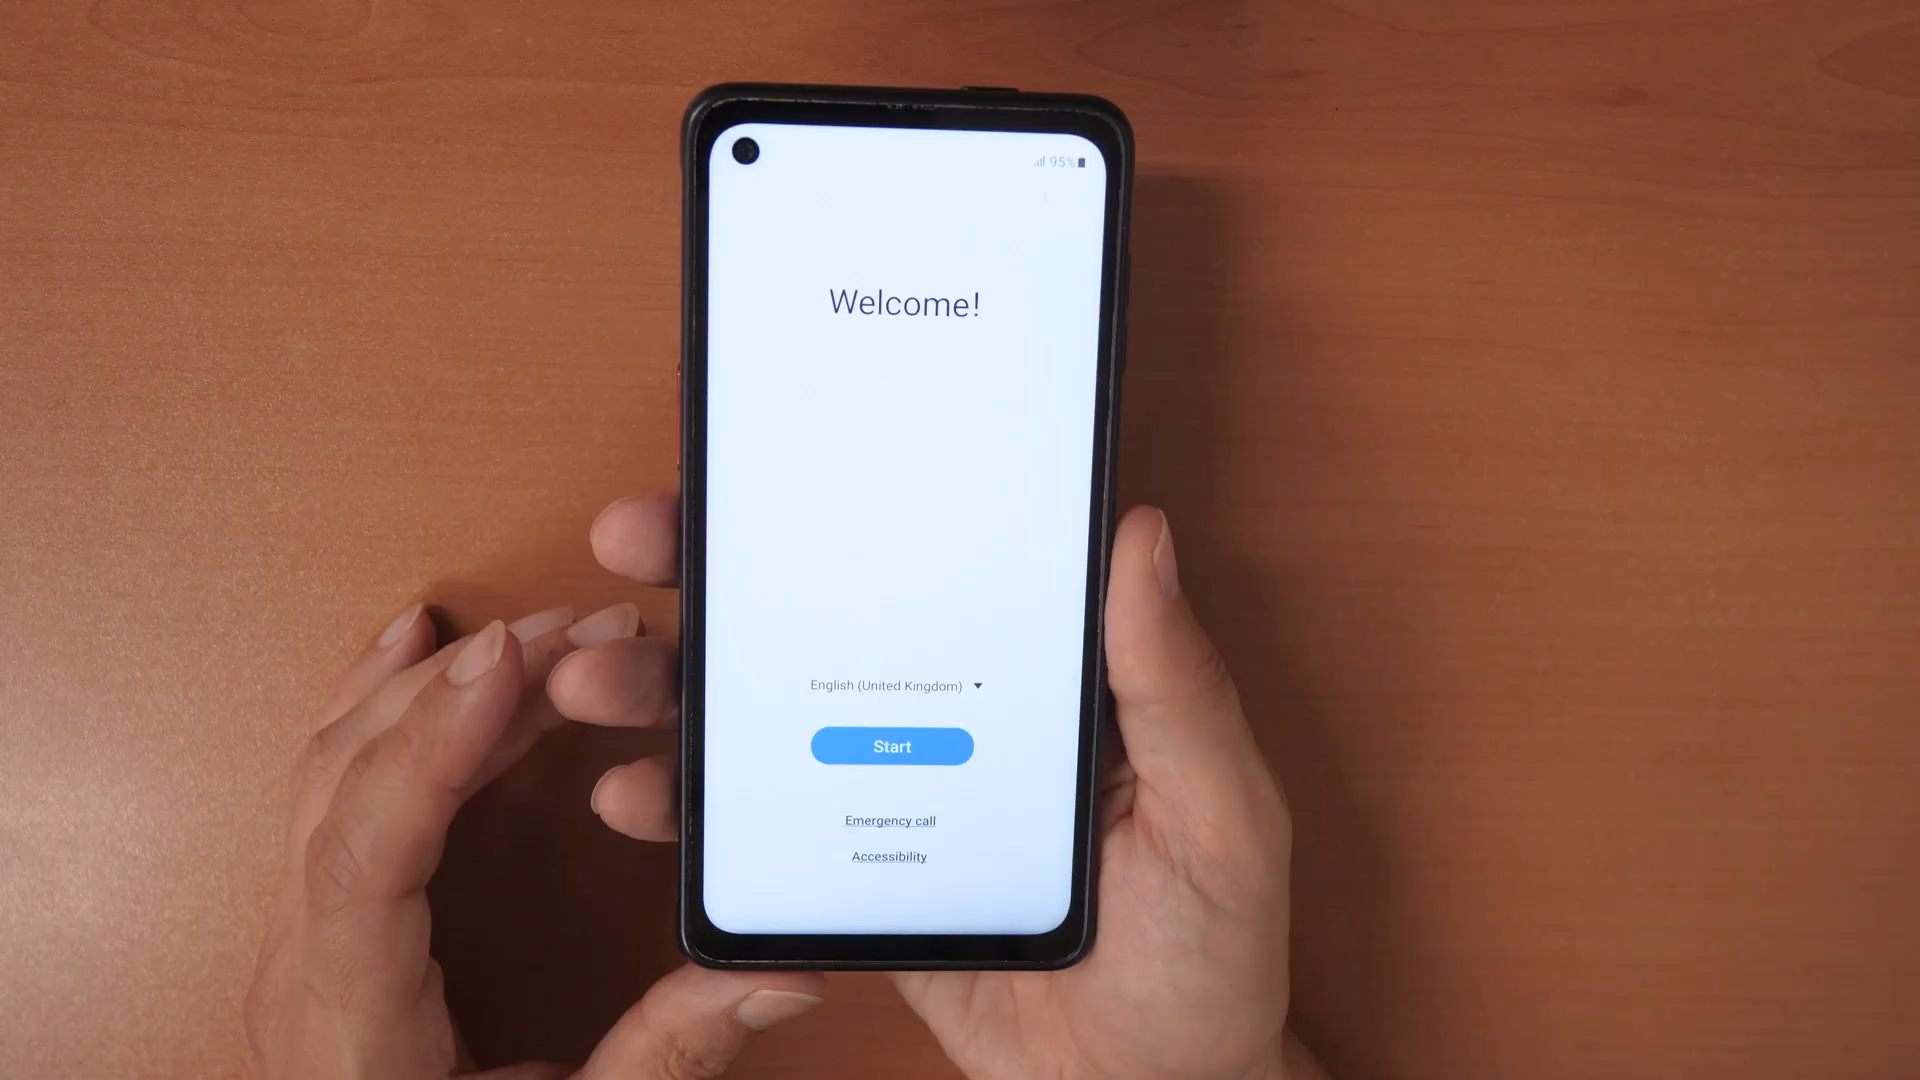 95%
Welcome!
English (United Kingdom)
Start
Emergency call
Accessibility